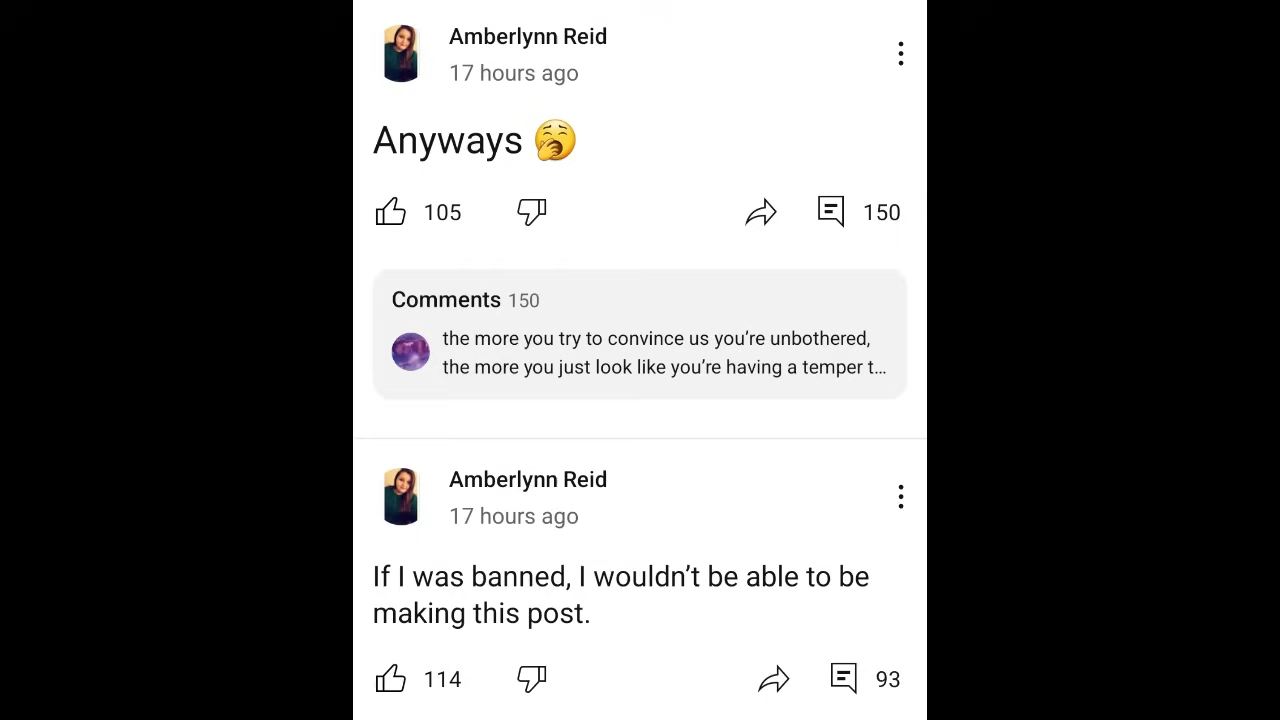 Amberlynn Reid
17 hours ago
Anyways 🥱
105
150
Comments 150
the more you try to convince us you’re unbothered,
the more you just look like you’re having a temper t...
Amberlynn Reid
17 hours ago
If I was banned, I wouldn’t be able to be
making this post.
114
93